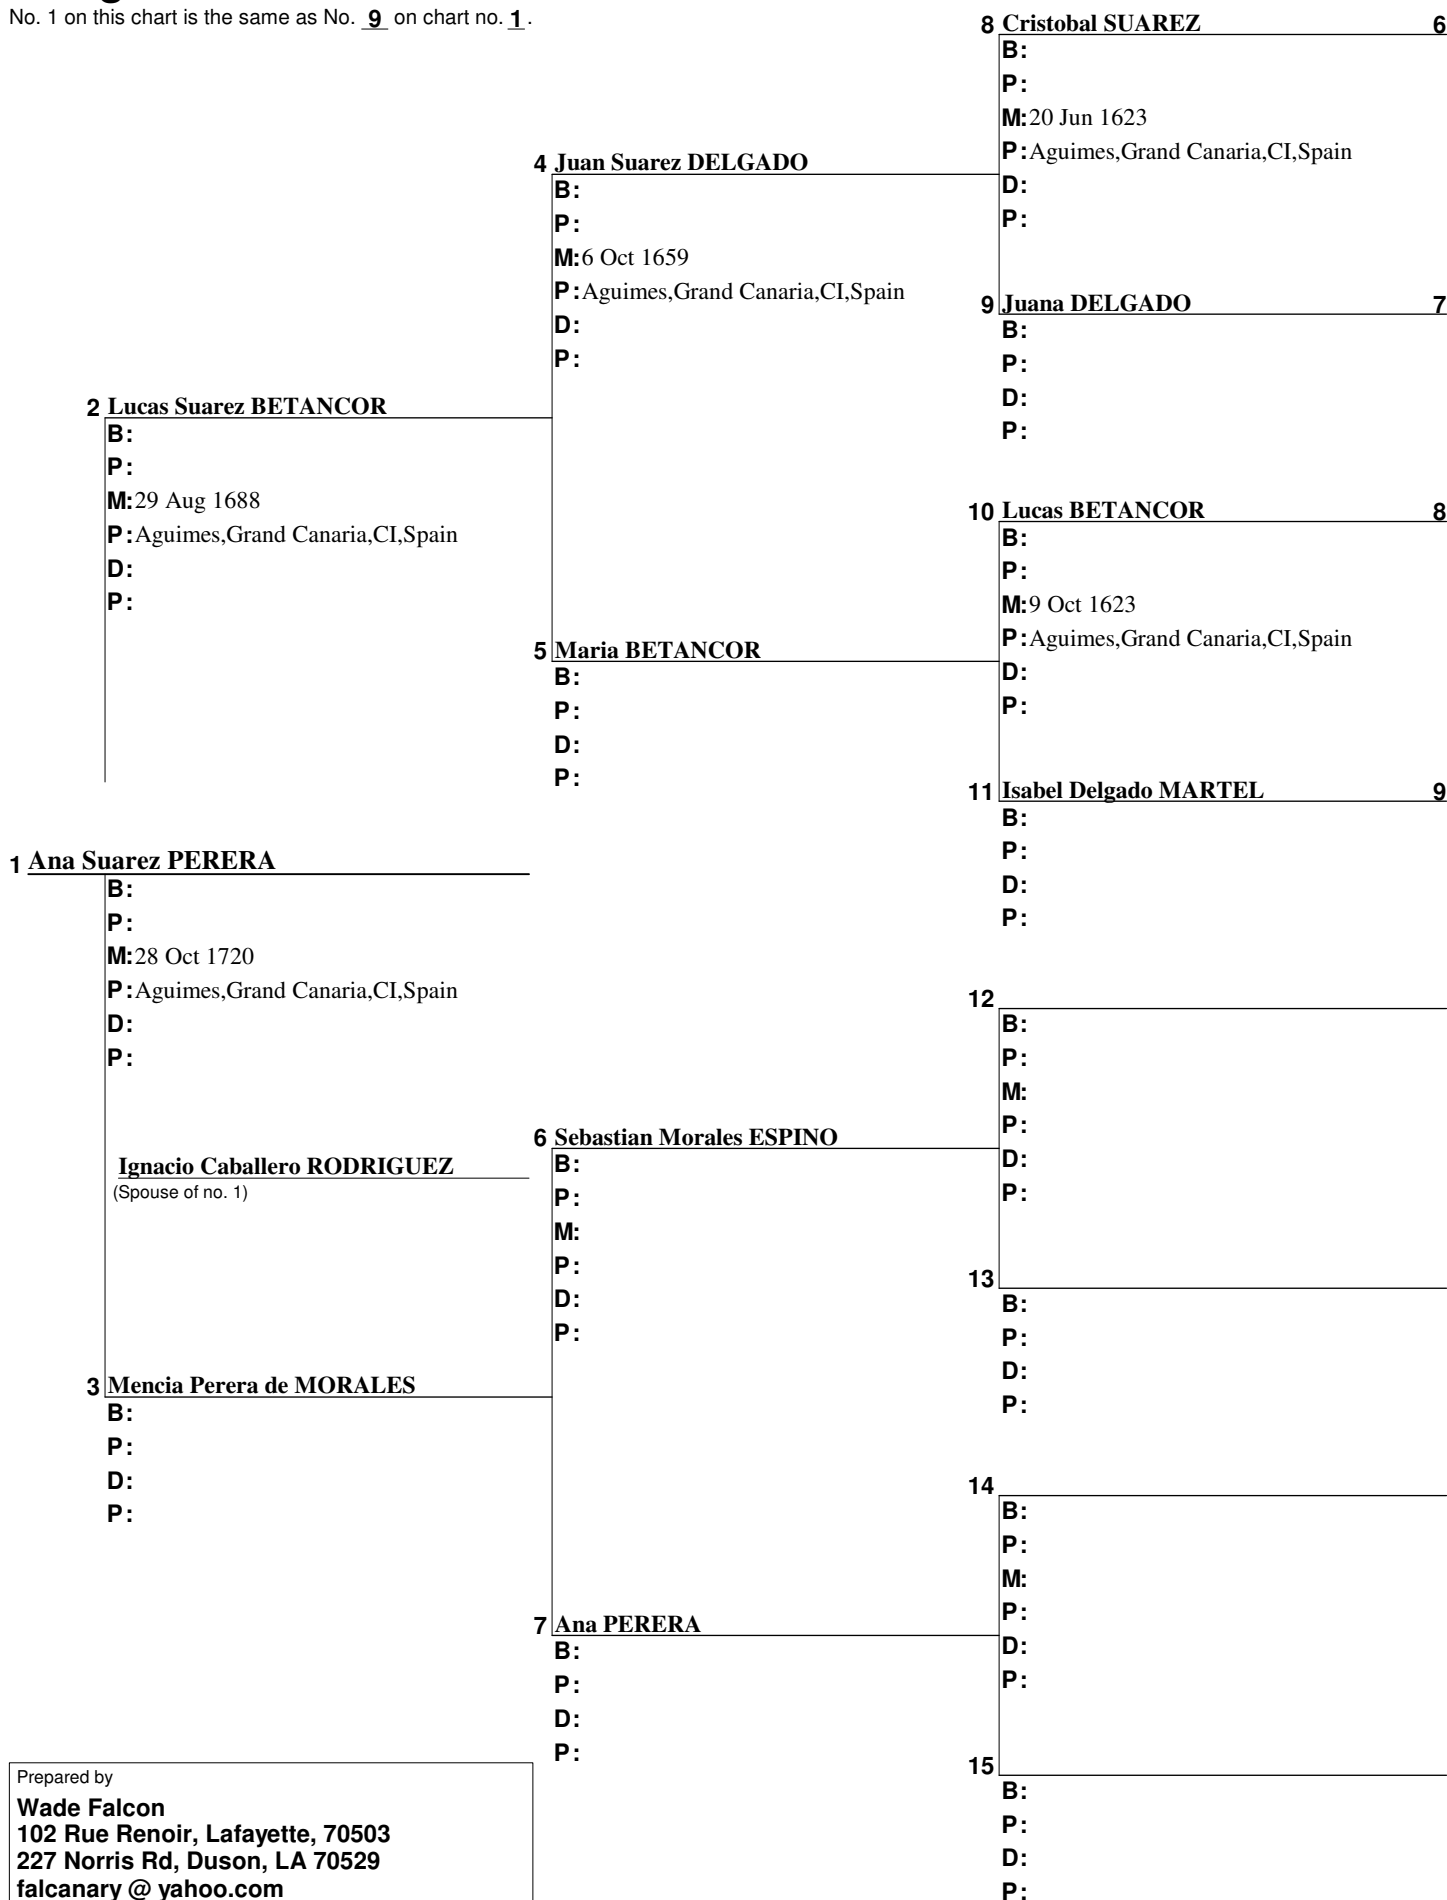 No. 1 on this chart is the same as No. 9 on chart no. 1 .
8 Cristobal SUAREZ 6
B:
P:
M: 20 Jun 1623
P: Aguimes,Grand Canaria,CI,Spain
D:
P:
4 Juan Suarez DELGADO
B:
P:
M: 6 Oct 1659
P: Aguimes,Grand Canaria,CI,Spain
D:
P:
9 Juana DELGADO 7
B:
P:
D:
P:
2 Lucas Suarez BETANCOR
B:
P:
M: 29 Aug 1688
P: Aguimes,Grand Canaria,CI,Spain
D:
P:
10 Lucas BETANCOR 8
B:
P:
M: 9 Oct 1623
P: Aguimes,Grand Canaria,CI,Spain
D:
P:
5 Maria BETANCOR
B:
P:
D:
P:
11 Isabel Delgado MARTEL 9
B:
P:
D:
P:
1 Ana Suarez PERERA
B:
P:
M: 28 Oct 1720
P: Aguimes,Grand Canaria,CI,Spain
D:
P:
Ignacio Caballero RODRIGUEZ
(Spouse of no. 1)
12
B:
P:
M:
P:
D:
P:
6 Sebastian Morales ESPINO
B:
P:
M:
P:
D:
P:
13
B:
P:
D:
P:
3 Mencia Perera de MORALES
B:
P:
D:
P:
14
B:
P:
M:
P:
D:
P:
7 Ana PERERA
B:
P:
D:
P:
15
B:
P:
D:
P:
Prepared by
Wade Falcon
102 Rue Renoir, Lafayette, 70503
227 Norris Rd, Duson, LA 70529
falcanary @ yahoo.com